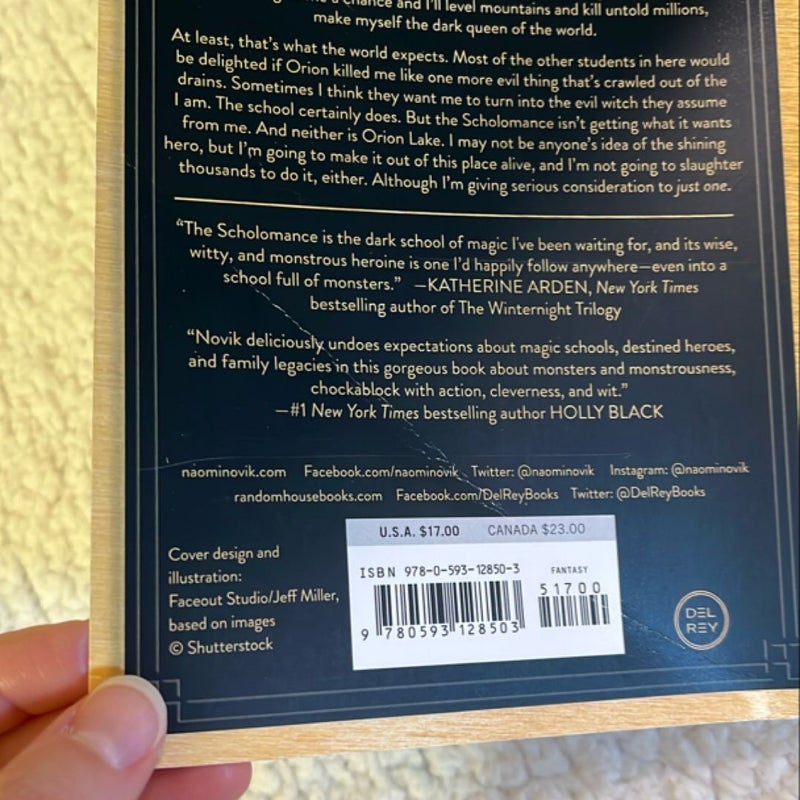 chance and I'll level mountains and kill untold millions,
make myself the dark queen of the world.
At least, that's what the world expects. Most of the other students in here would
be delighted if Orion killed me like one more evil thing that's crawled out of the
drains. Sometimes I think they want me to turn into the evil witch they assume
I am. The school certainly does. But the Scholomance isn't getting what it wants
from me. And neither is Orion Lake. I may not be anyone's idea of the shining
hero, but I'm going to make it out of this place alive, and I'm not going to slaughter
thousands to do it, either. Although I'm giving serious consideration to just one.
“The Scholomance is the dark school of magic I've been waiting for, and its wise,
witty, and monstrous heroine is one I'd happily follow anywhere—even into a
school full of monsters.” —KATHERINE ARDEN, New York Times
bestselling author of The Winternight Trilogy
“Novik deliciously undoes expectations about magic schools, destined heroes,
and family legacies in this gorgeous book about monsters and monstrousness,
chockablock with action, cleverness, and wit.”
—#1 New York Times bestselling author HOLLY BLACK
naominovik.com Facebook.com/naominovik Twitter: @naominovik Instagram: @naominovik
randomhousebooks.com Facebook.com/DelReyBooks Twitter: @DelReyBooks
U.S.A. $17.00 CANADA $23.00
Cover design and
illustration:
Faceout Studio/Jeff Miller,
based on images
© Shutterstock
ISBN 978-0-593-12850-3 FANTASY
51700
9 780593 128503
DEL
REY